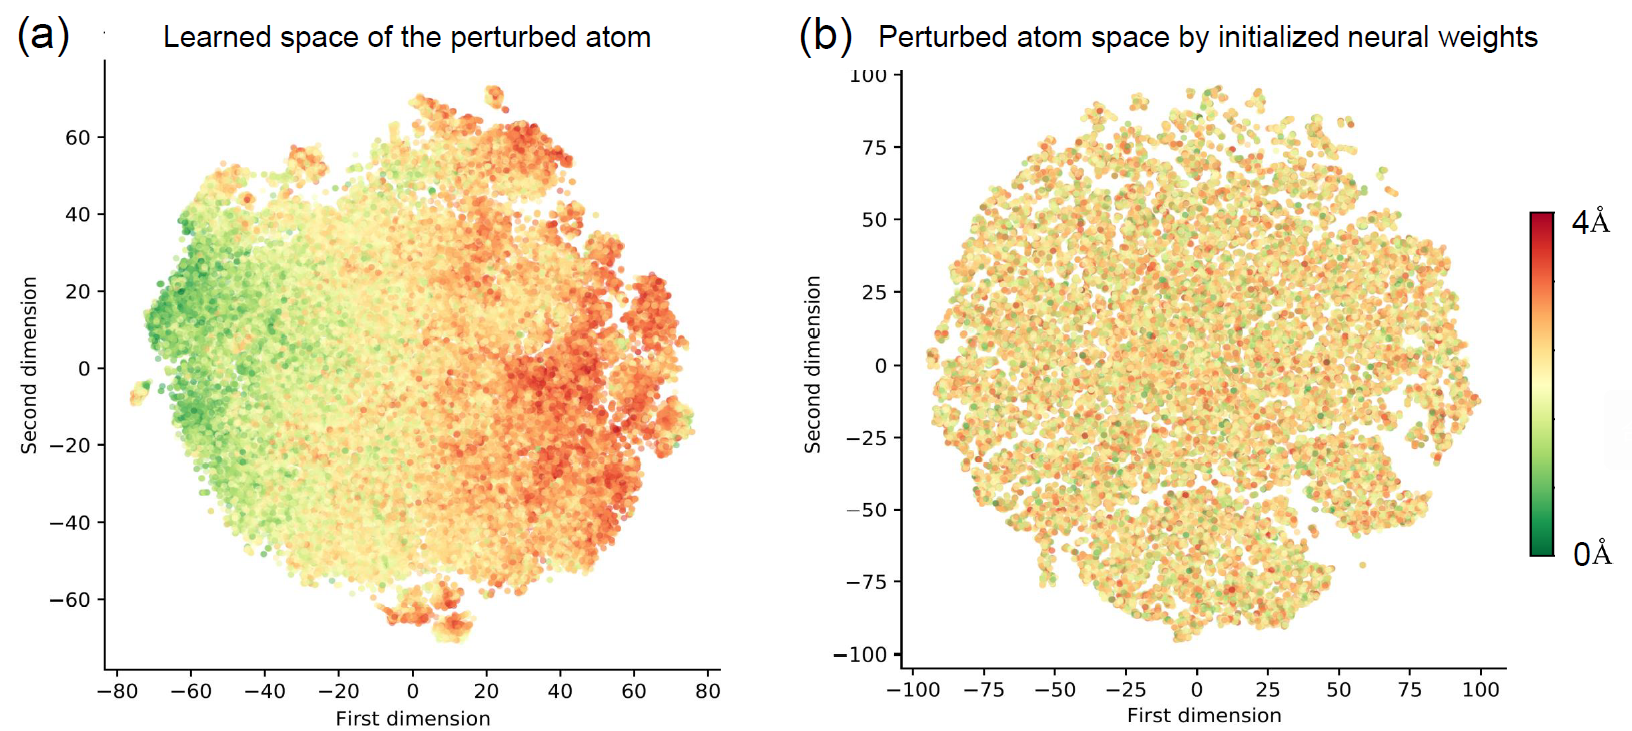 (a) Learned space of the perturbed atom
60
40
20
0
−20
−40
−60
Second dimension
−80 −60 −40 −20 0 20 40 60 80
First dimension
(b) Perturbed atom space by initialized neural weights
100
75
50
25
0
−25
−50
−75
−100
Second dimension
−100 −75 −50 −25 0 25 50 75 100
First dimension
4Å
0Å